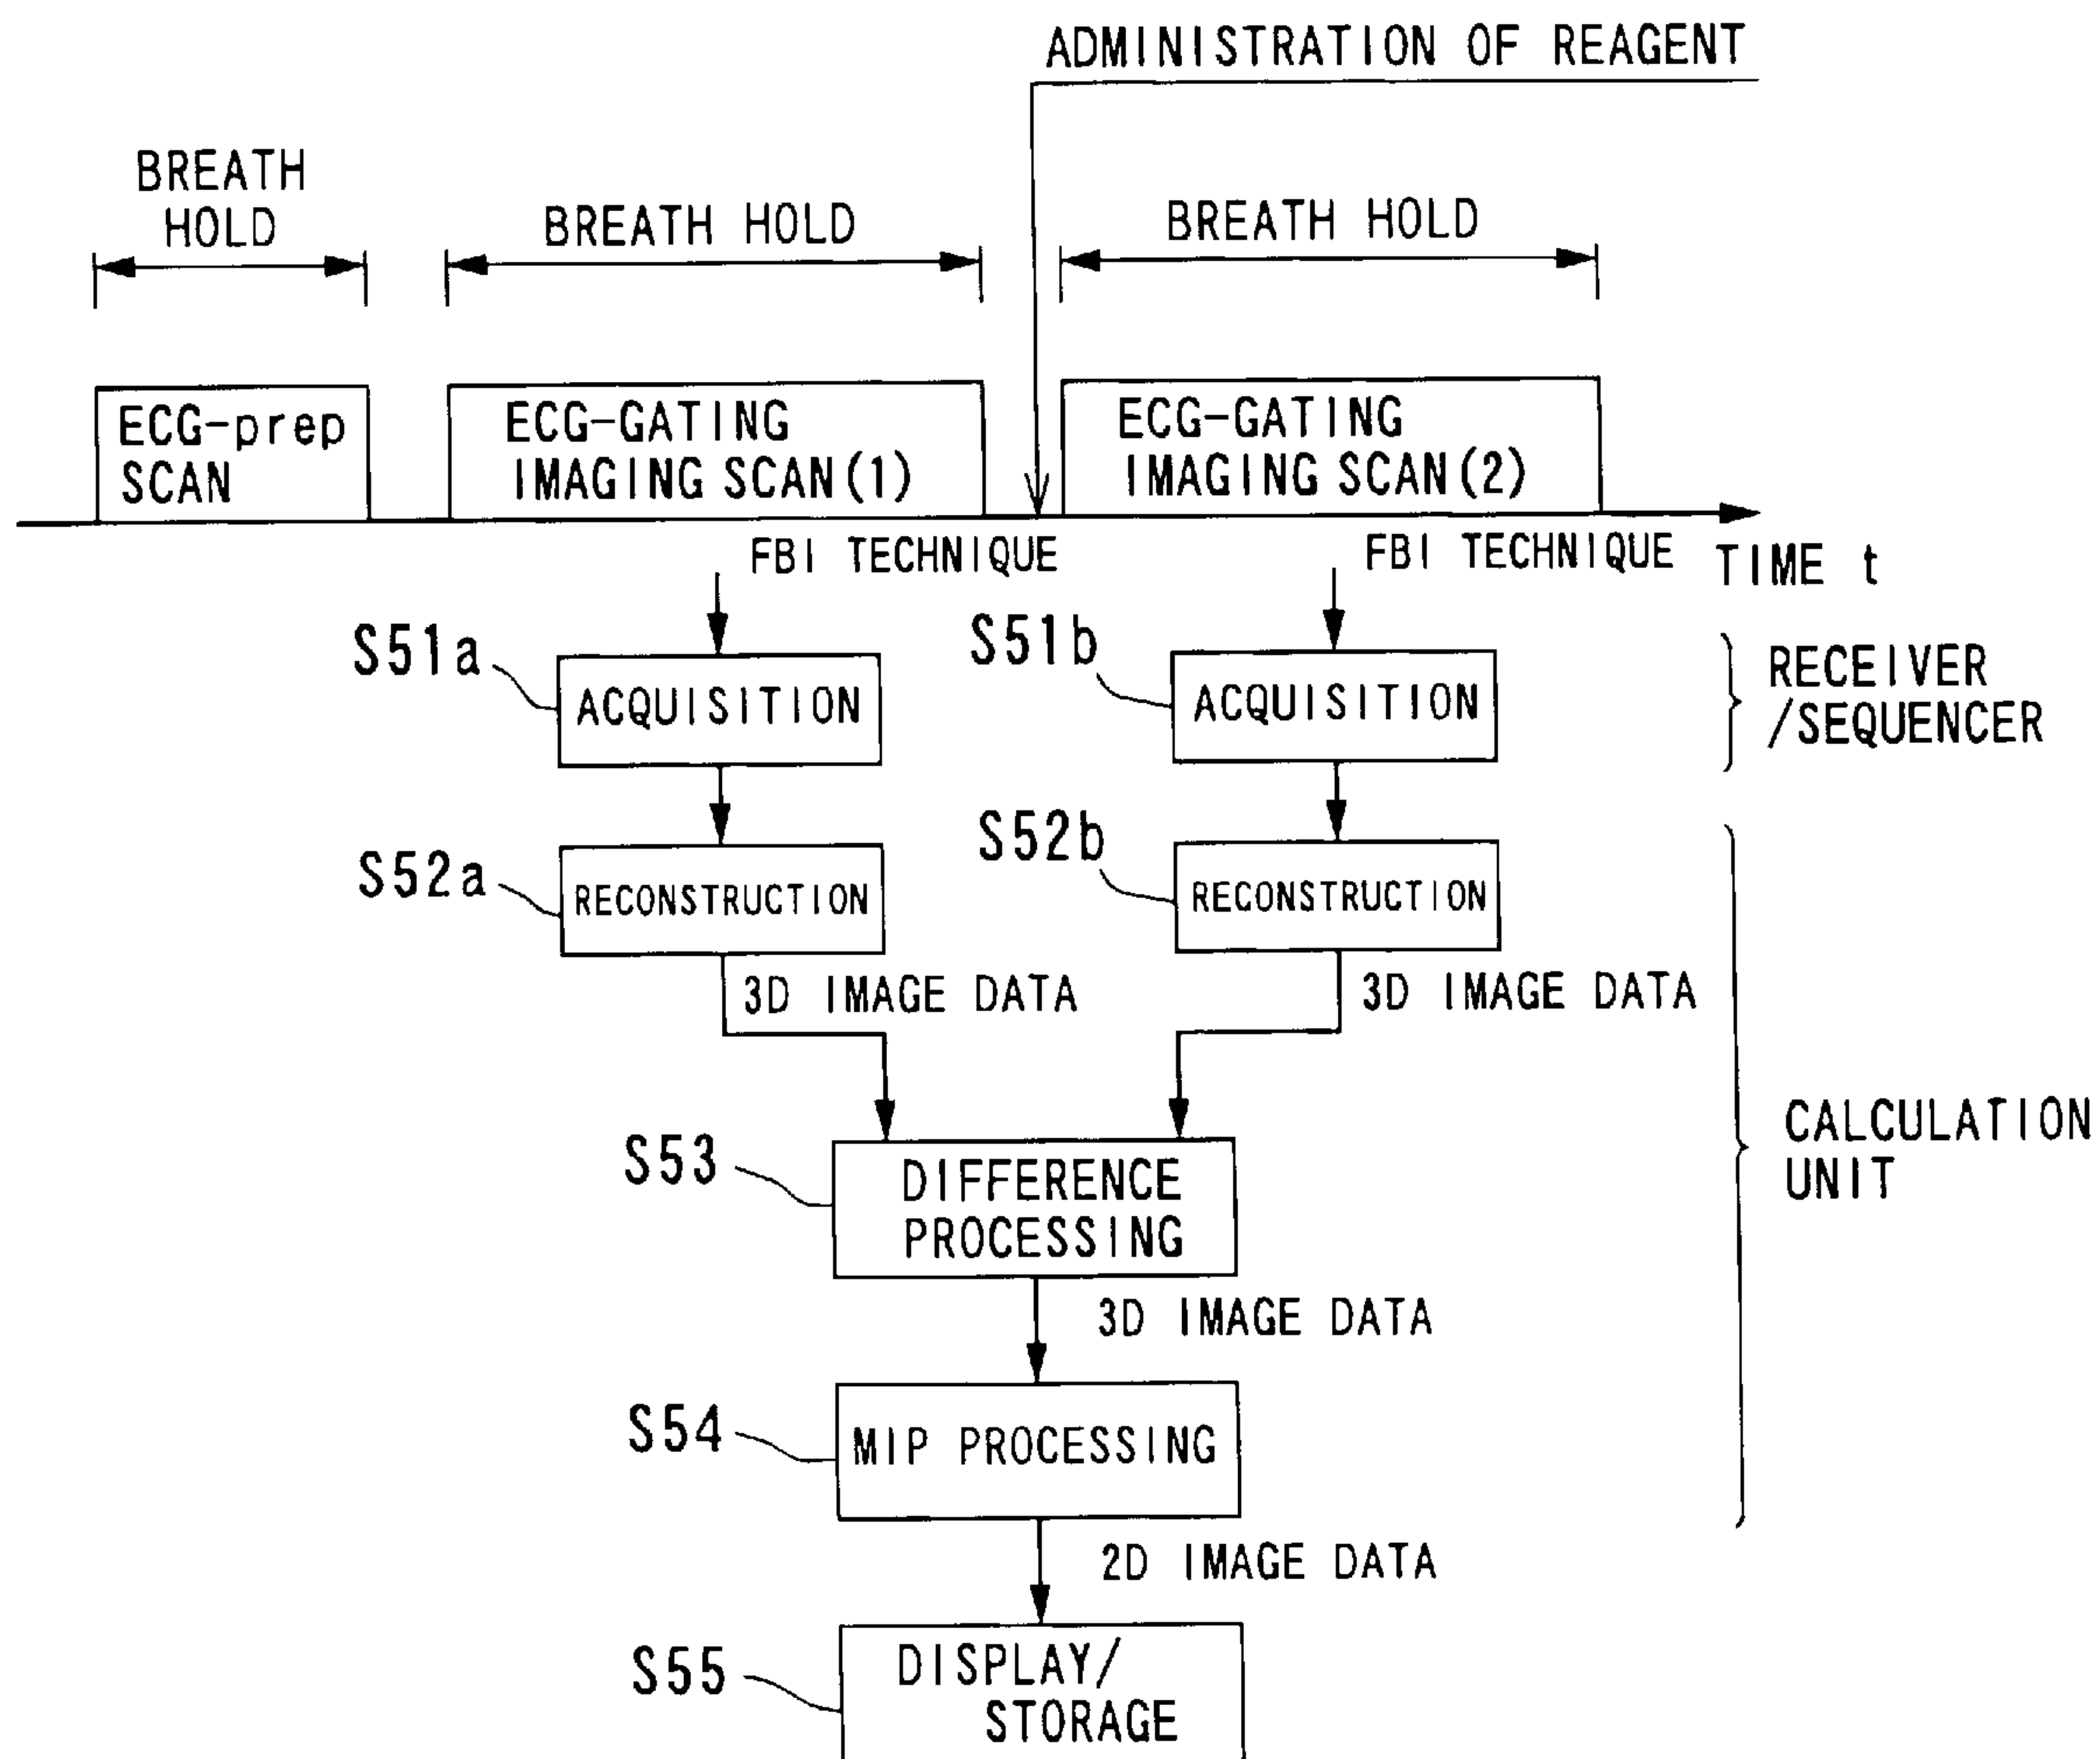 ADMINISTRATION OF REAGENT
BREATH
HOLD
BREATH HOLD
BREATH HOLD
ECG-prep
SCAN
ECG-GATING
IMAGING SCAN(1)
ECG-GATING
IMAGING SCAN(2)
FBI TECHNIQUE
FBI TECHNIQUE
TIME t
S51a
ACQUISITION
S51b
ACQUISITION
RECEIVER
/SEQUENCER
S52a
RECONSTRUCTION
S52b
RECONSTRUCTION
3D IMAGE DATA
3D IMAGE DATA
S53
DIFFERENCE
PROCESSING
CALCULATION
UNIT
3D IMAGE DATA
S54
MIP PROCESSING
2D IMAGE DATA
S55
DISPLAY/
STORAGE